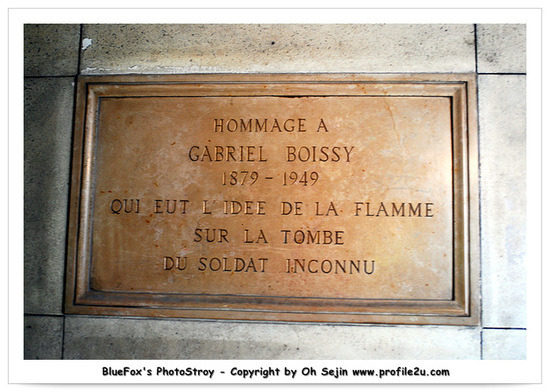 HOMMAGE A
GABRIEL BOISSY
1879 - 1949
QUI EUT L'IDEE DE LA FLAMME
SUR LA TOMBE
DU SOLDAT INCONNU
BlueFox's PhotoStroy - Copyright by Oh Sejin www.profile2u.com